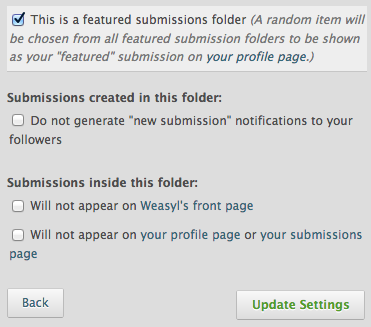 This is a featured submissions folder (A random item will
be chosen from all featured submission folders to be shown
as your "featured" submission on your profile page.)
Submissions created in this folder:
Do not generate "new submission" notifications to your
followers
Submissions inside this folder:
Will not appear on Weasyl's front page
Will not appear on your profile page or your submissions
page
Back
Update Settings